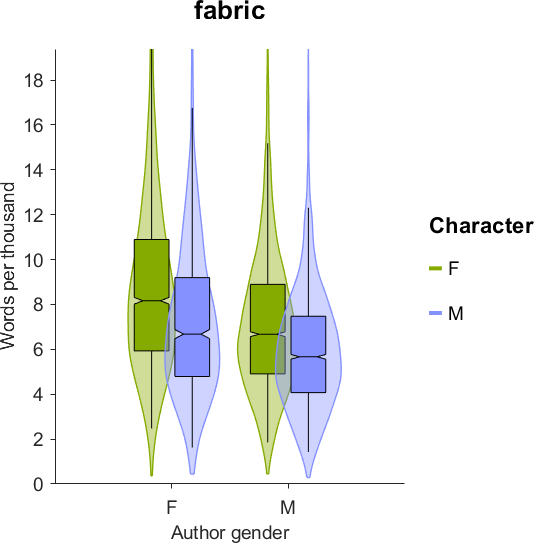 fabric
18
16
14
12
10
8
6
4
2
0
Words per thousand
F
M
Author gender
Character
F
M